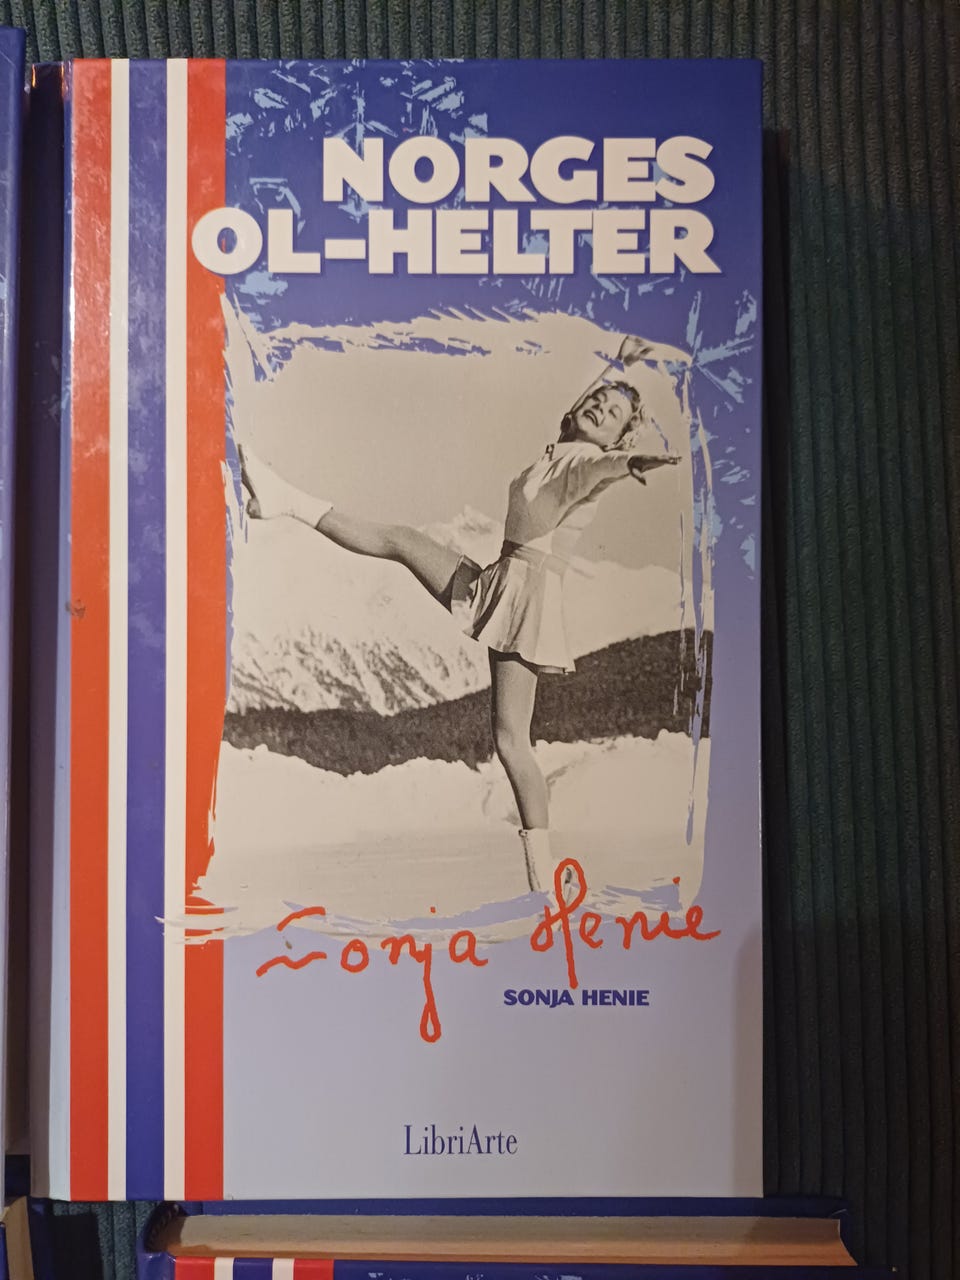 NORGES
OL-HELTER
Sonja Henie
SONJA HENIE
LibriArte